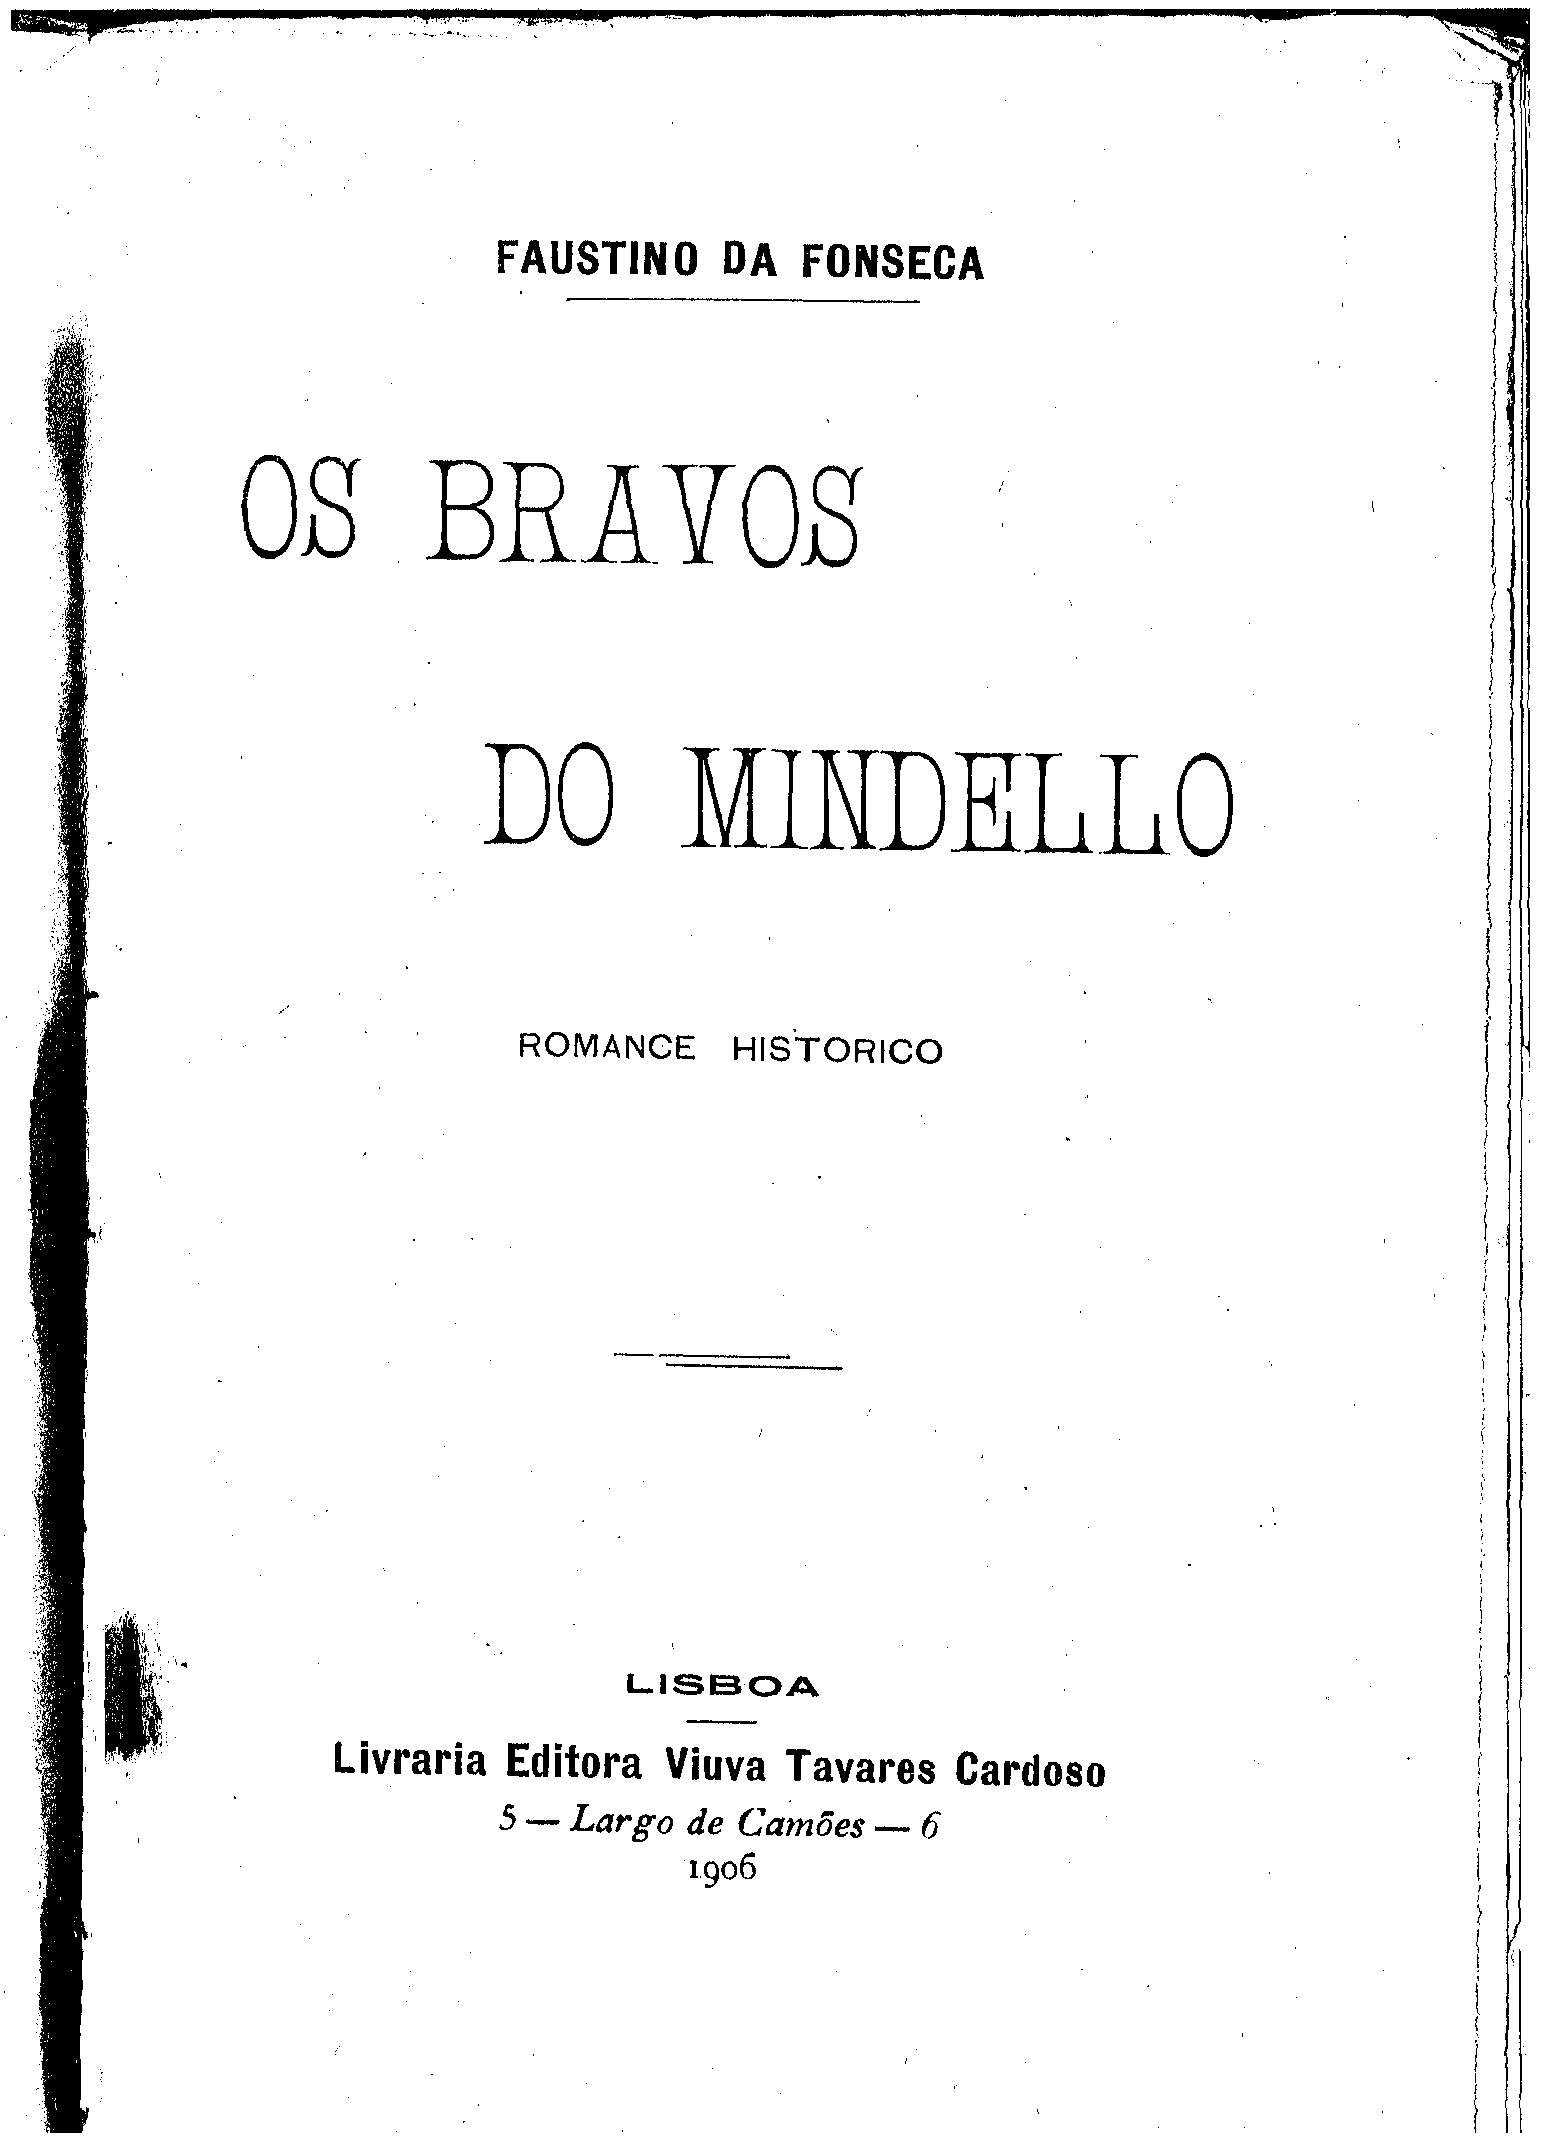 FAUSTINO DA FONSECA
OS BRAVOS
DO MINDELLO
ROMANCE HISTORICO
LISBOA
Livraria Editora Viuva Tavares Cardoso
5 — Largo de Camões — 6
1906